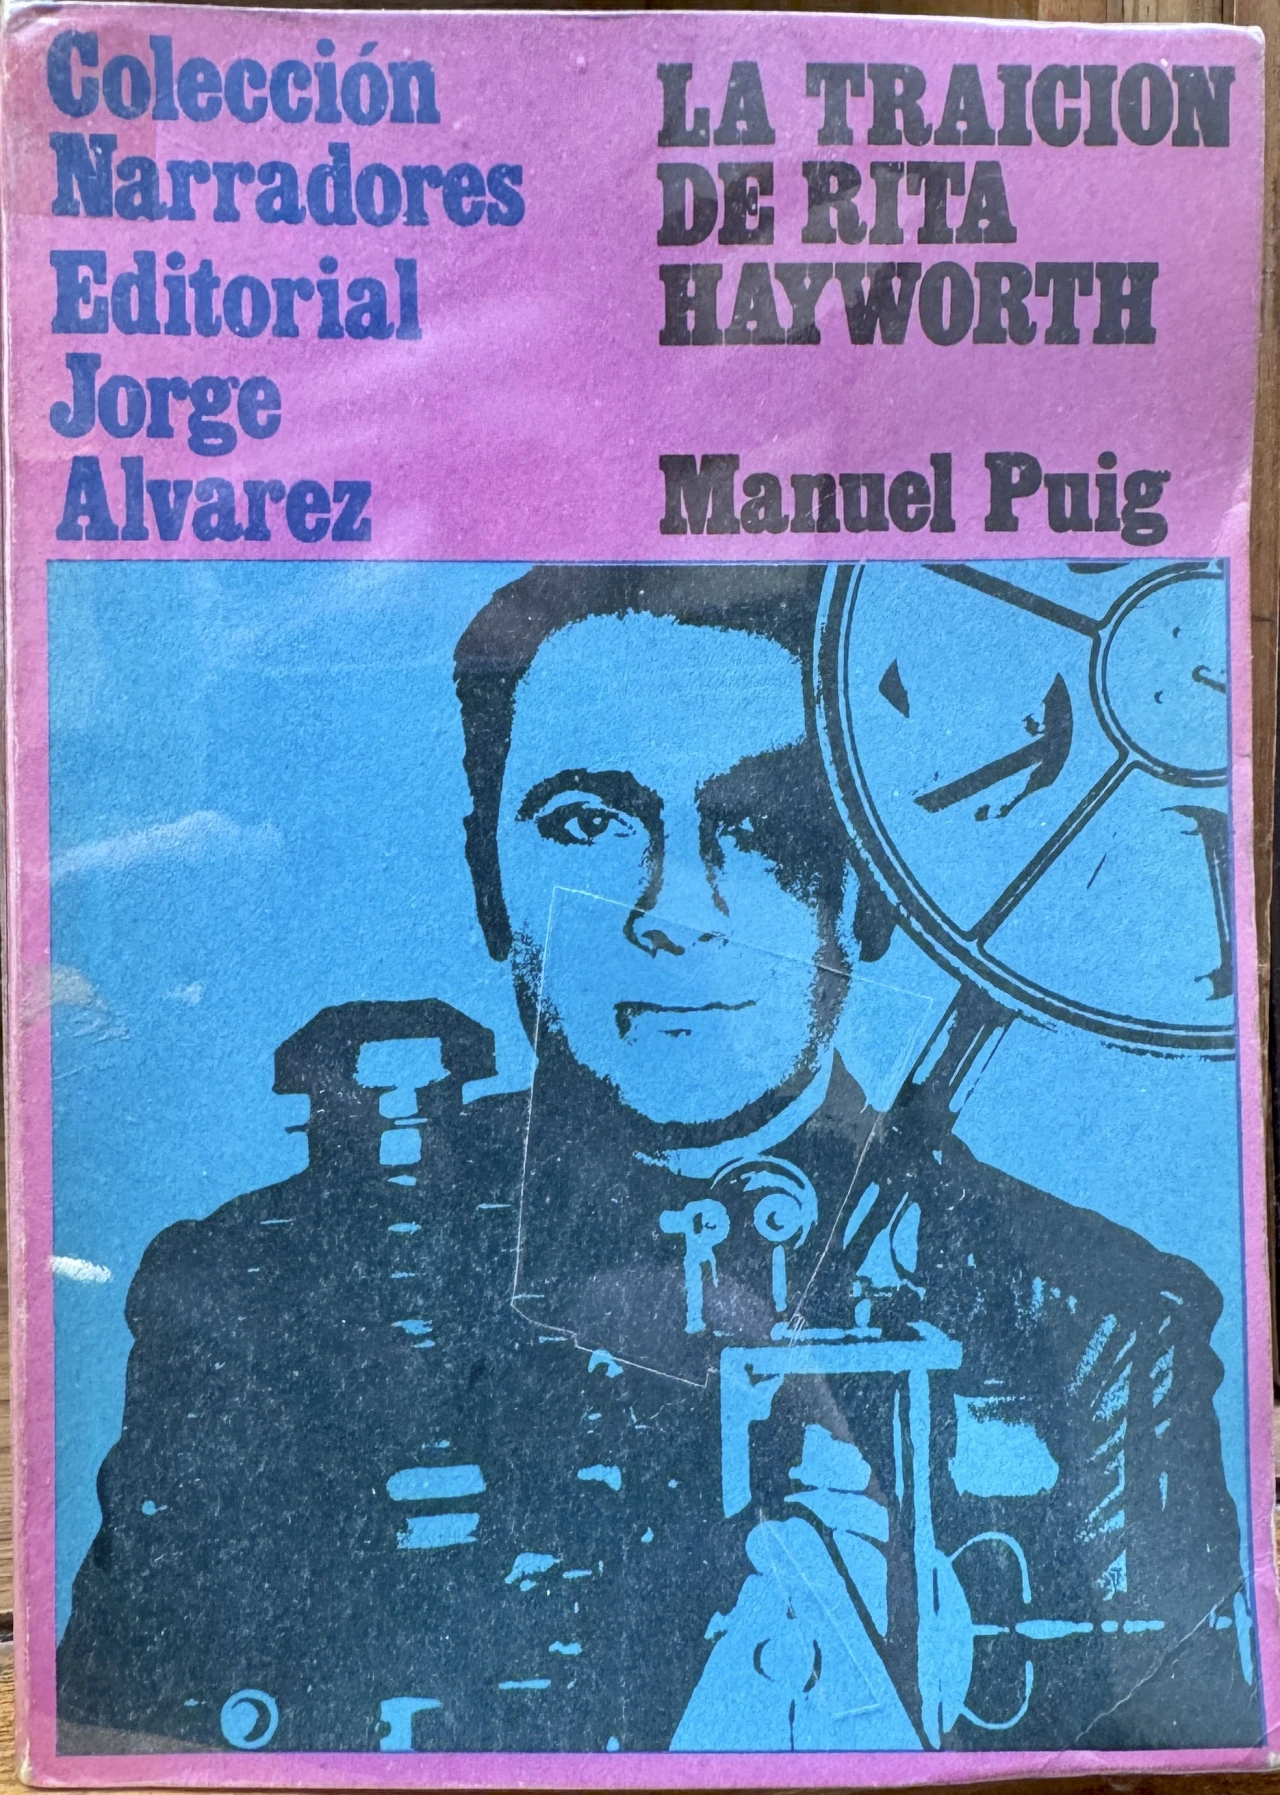 Colección
Narradores
Editorial
Jorge
Alvarez
LA TRAICION
DE RITA
HAYWORTH
Manuel Puig